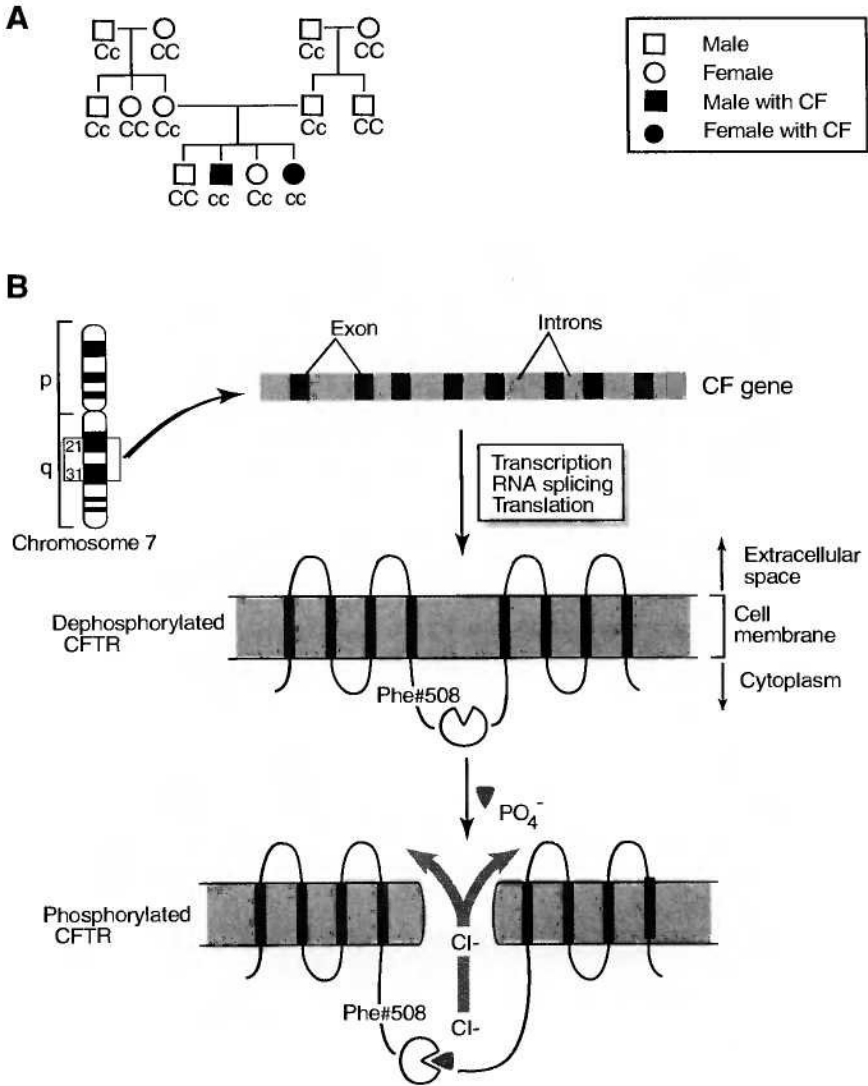 A
Cc CC
Cc CC
Cc CC Cc
Cc CC
CC cc Cc cc
Male
Female
Male with CF
Female with CF
B
p
q
21
31
Chromosome 7
Exon
Introns
CF gene
Transcription
RNA splicing
Translation
Extracellular
space
Cell
membrane
Cytoplasm
Dephosphorylated
CFTR
Phe#508
PO4-
Phosphorylated
CFTR
Cl-
Cl-
Phe#508